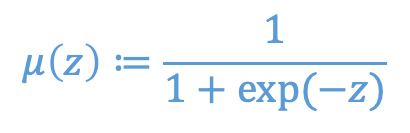 μ(z) ≔ 1 / (1 + exp(−z))